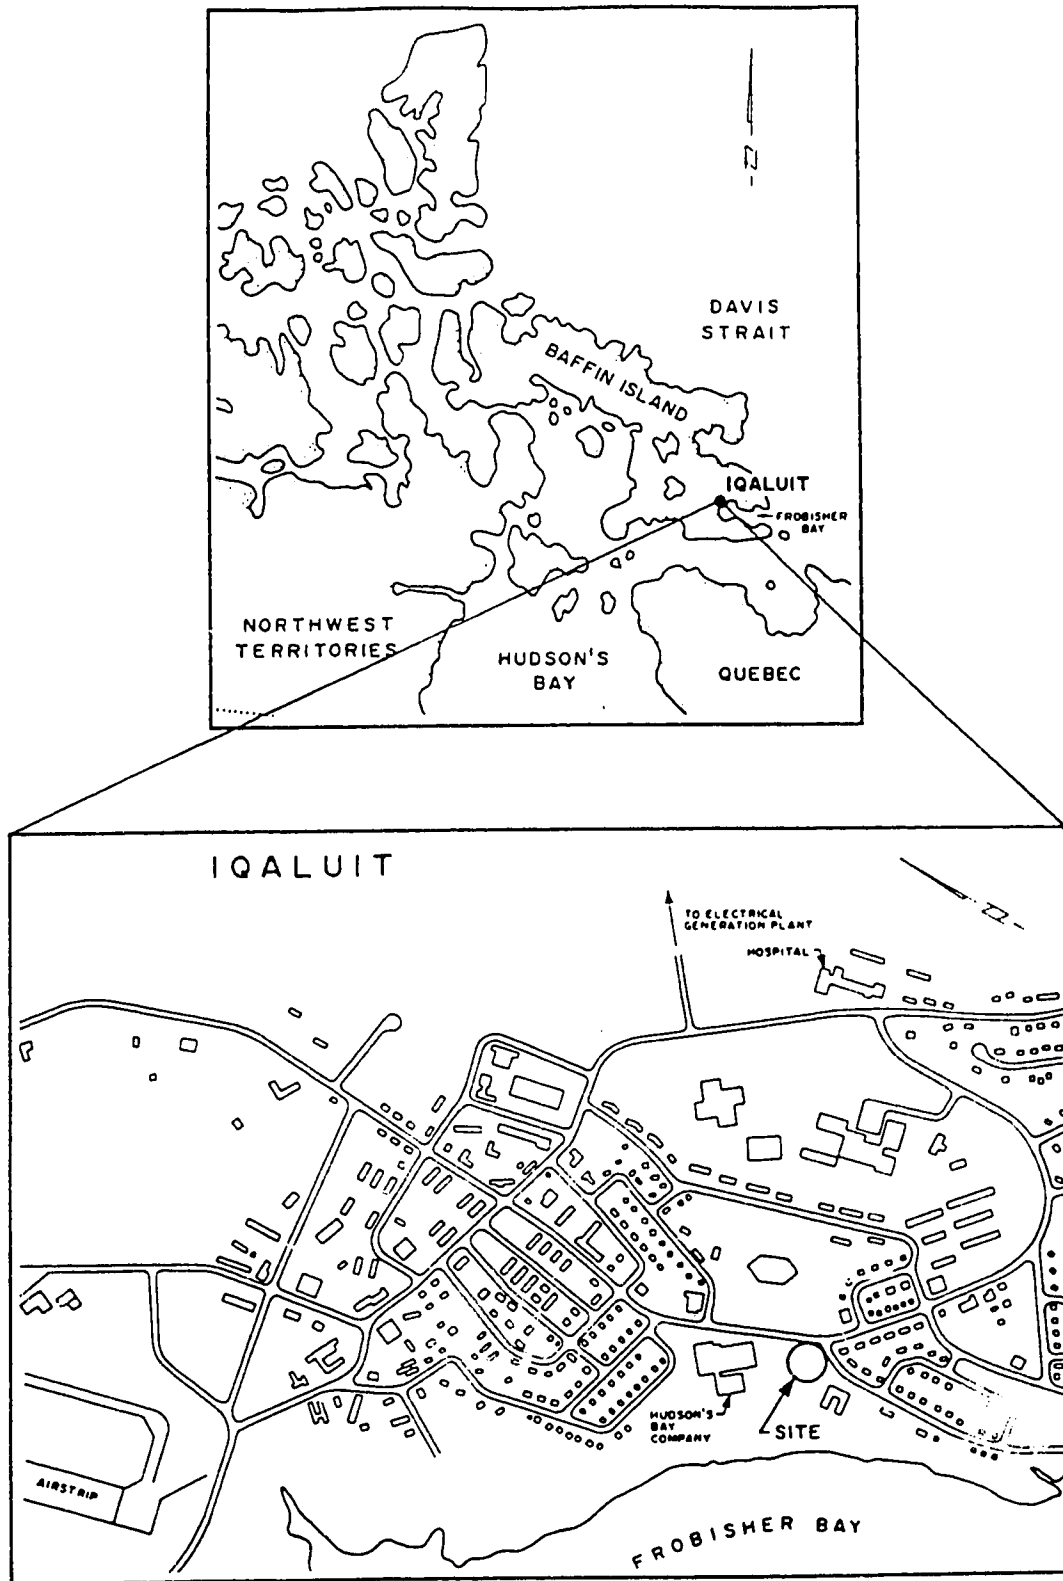 DAVIS
STRAIT
BAFFIN ISLAND
IQALUIT
FROBISHER
BAY
NORTHWEST
TERRITORIES
HUDSON'S
BAY
QUEBEC
N
IQALUIT
TO ELECTRICAL
GENERATION PLANT
HOSPITAL
N
HUDSON'S
BAY
COMPANY
SITE
AIRSTRIP
FROBISHER BAY